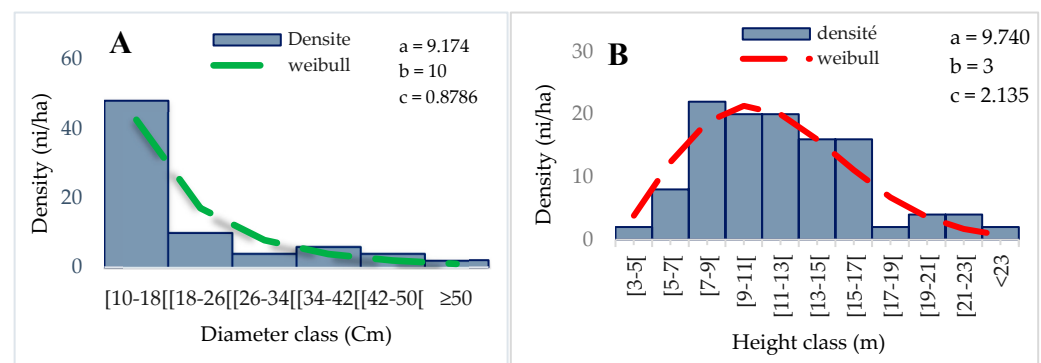 A
Densite
weibull
a = 9.174
b = 10
c = 0.8786
60
40
20
0
Density (ni/ha)
[10-18[[18-26[[26-34[[34-42[[42-50[ ≥50
Diameter class (Cm)
B
densité
weibull
a = 9.740
b = 3
c = 2.135
30
20
10
0
Density (ni/ha)
[3-5[
[5-7[
[7-9[
[9-11[
[11-13[
[13-15[
[15-17[
[17-19[
[19-21[
[21-23[
<23
Height class (m)